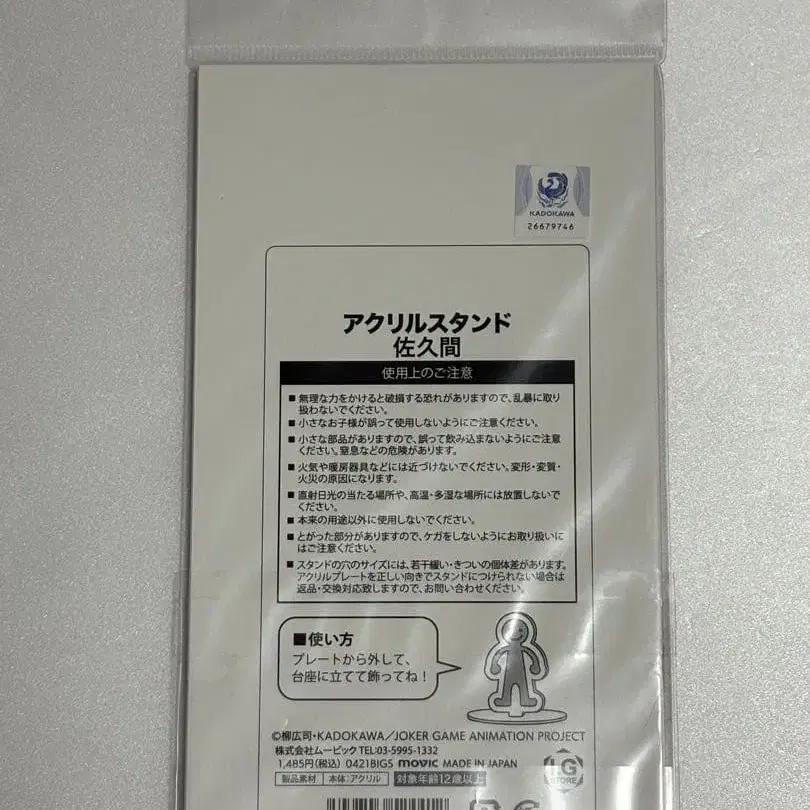 KADOKAWA
26679746
アクリルスタンド
佐久間
使用上のご注意
■無理な力をかけると破損する恐れがありますので、乱暴に取り
扱わないでください。
■小さなお子様が誤って使用しないようにご注意ください。
■小さな部品がありますので、誤って飲み込まないようにご注意
ください。窒息などの危険があります。
■火気や暖房器具などには近づけないでください。変形・変質・
火災の原因になります。
■直射日光の当たる場所や、高温・多湿な場所には放置しないで
ください。
■本来の用途以外に使用しないでください。
■とがった部分がありますので、ケガをしないようにお取り扱いに
はご注意ください。
■スタンドの穴のサイズには、若干緩い・きついの個体差があります。
アクリルプレートを正しい向きでスタンドにつけられない場合は
返品・交換対応致しますので、お問い合わせください。
■使い方
プレートから外して、
台座に立てて飾ってね!
©柳広司・KADOKAWA/JOKER GAME ANIMATION PROJECT
株式会社ムービック TEL:03-5995-1332
1,485円(税込) 0421BIG5 movic MADE IN JAPAN
製品素材 本体:アクリル 対象年齢12歳以上
I.G
STORE